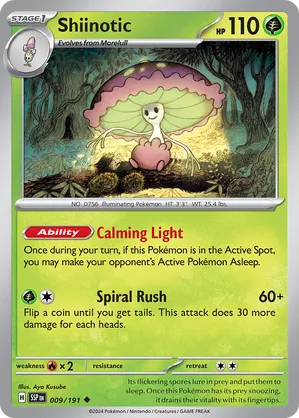 STAGE 1
Shiinotic
HP 110
Evolves from Morelull
NO. 0756 Illuminating Pokémon HT: 3'3" WT: 25.4 lbs.
Ability Calming Light
Once during your turn, if this Pokémon is in the Active Spot,
you may make your opponent's Active Pokémon Asleep.
Spiral Rush 60+
Flip a coin until you get tails. This attack does 30 more
damage for each heads.
weakness ×2 resistance retreat
Illus. Ayo Kusube
H SSP EN 009/191
Its flickering spores lure in prey and put them
to sleep. Once this Pokémon has its prey
snoozing, it drains their vitality with its fingertips.
©2024 Pokémon / Nintendo / Creatures / GAME FREAK